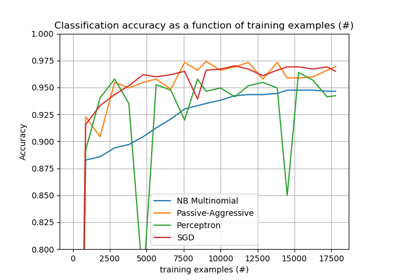 Classification accuracy as a function of training examples (#)
1.000
0.975
0.950
0.925
0.900
0.875
0.850
0.825
0.800
Accuracy
NB Multinomial
Passive-Aggressive
Perceptron
SGD
0 2500 5000 7500 10000 12500 15000 17500
training examples (#)